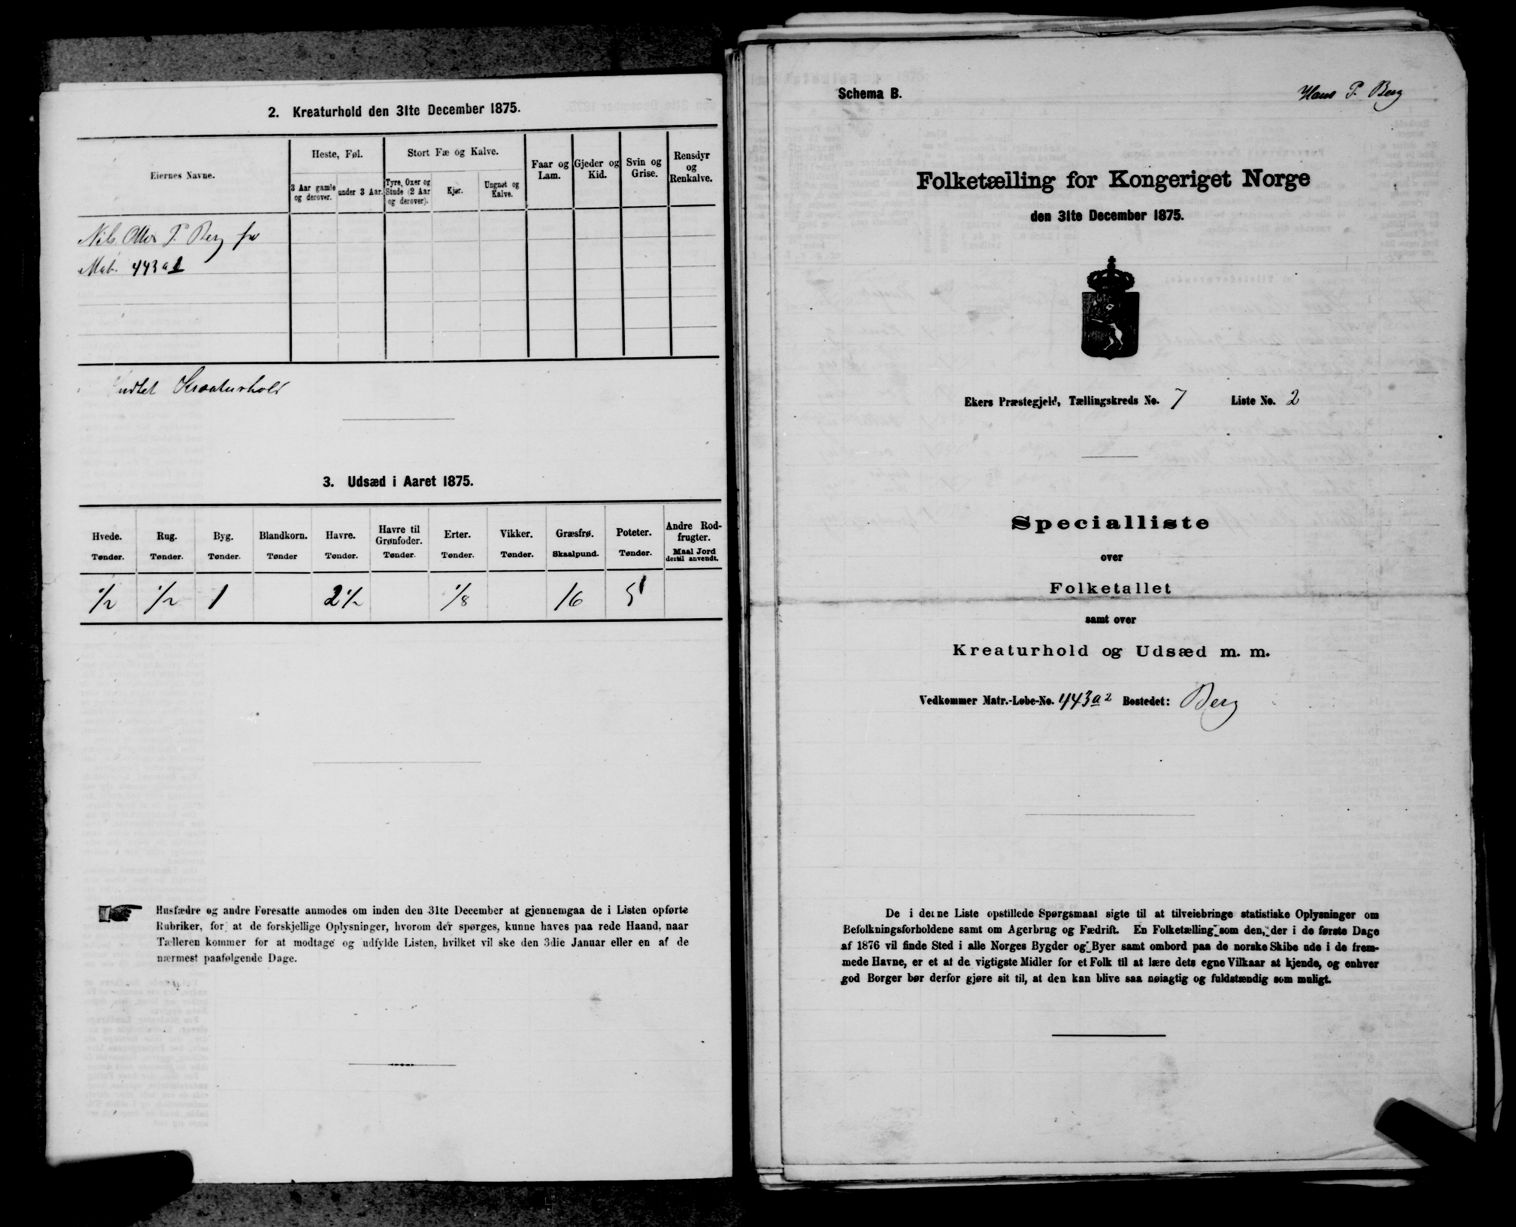 2. Kreaturhold den 31te December 1875.
Eiernes Navne.
Heste, Føl.
Stort Fæ og Kalve.
Faar og Lam.
Gjeder og Kid.
Svin og Grise.
Rensdyr og Renkalve.
3 Aar gamle og derover.
under 3 Aar.
Tyre, Oxer og Stude (2 Aar og derover).
Kjør.
Ungnøt og Kalve.
Nils Otter P. Berg
Mat. 443 a 1
Kreaturhold
3. Udsæd i Aaret 1875.
Hvede. Rug. Byg. Blandkorn. Havre. Havre til Grønfoder. Erter. Vikker. Græsfrø. Poteter. Andre Rodfrugter.
Tønder. Tønder. Tønder. Tønder Tønder. Tønder. Tønder. Tønder. Skaalpund. Tønder. Maal Jord dertil anvendt.
1/2 1/2 1 2 1/2 1/8 16 5
Husfædre og andre Foresatte anmodes om inden den 31te December at gjennemgaa de i Listen opførte
Rubriker, for at de forskjellige Oplysninger, hvorom der spørges, kunne haves paa rede Haand, naar
Tælleren kommer for at modtage og udfylde Listen, hvilket vil ske den 3die Januar eller en af de
nærmest paafølgende Dage.
Schema B.
Hans P. Berg
Folketælling for Kongeriget Norge
den 31te December 1875.
Ekers Præstegjeld, Tællingskreds No. 7 Liste No. 2
Specialliste
over
Folketallet
samt over
Kreaturhold og Udsæd m. m.
Vedkommer Matr.-Løbe-No. 443 a 2 Bostedet: Berg
De i denne Liste opstillede Spørgsmaal sigte til at tilveiebringe statistiske Oplysninger om
Befolkningsforholdene samt om Agerbrug og Fædrift. En Folketælling som den, der i de første Dage
af 1876 vil finde Sted i alle Norges Bygder og Byer samt ombord paa de norske Skibe ude i de frem-
mede Havne, er et af de vigtigste Midler for et Folk til at lære dets egne Vilkaar at kjende, og enhver
god Borger bør derfor gjøre sit til, at den kan blive saa nøiagtig og fuldstændig som muligt.